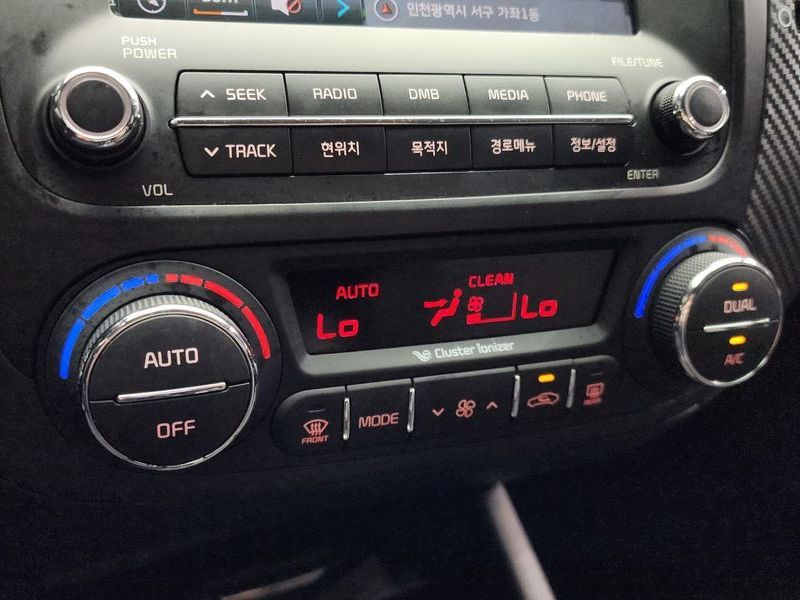 인천광역시 서구 가좌1동
PUSH
POWER
FILE/TUNE
SEEK RADIO DMB MEDIA PHONE
TRACK 현위치 목적지 경로메뉴 정보/설정
VOL
ENTER
AUTO CLEAN
Lo Lo
DUAL
A/C
Cluster Ionizer
AUTO
OFF
FRONT MODE